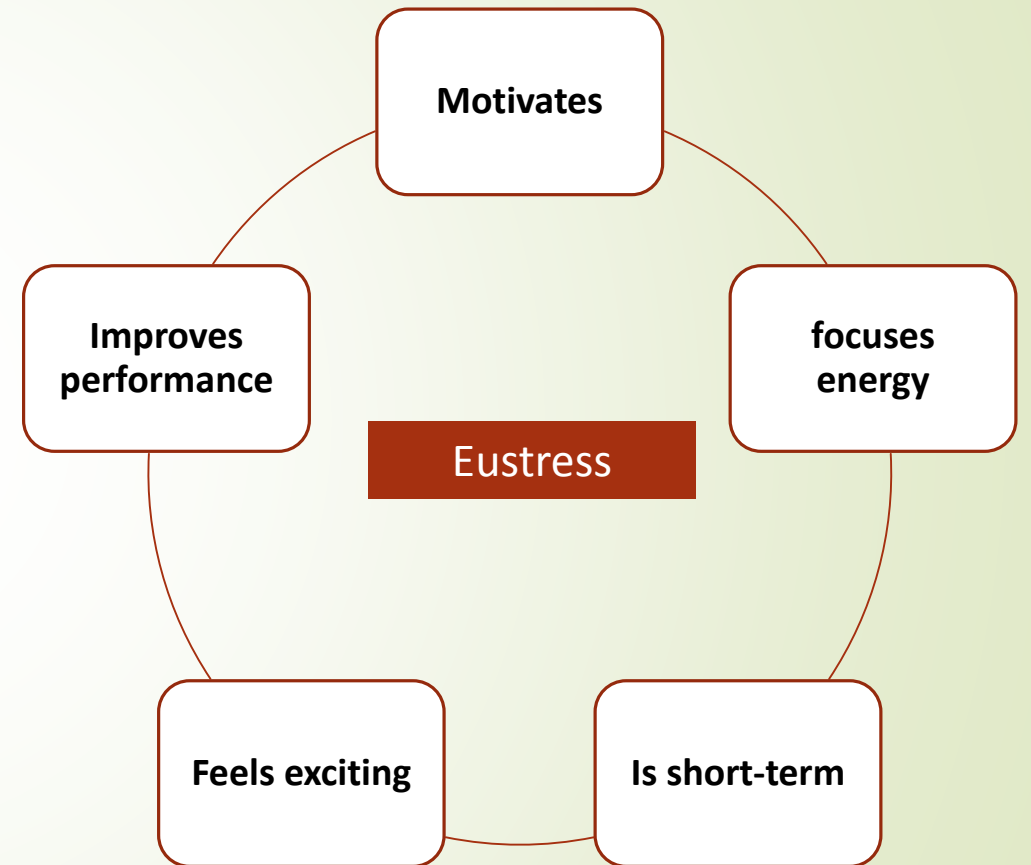 Motivates
Improves
performance
focuses
energy
Eustress
Feels exciting
Is short-term